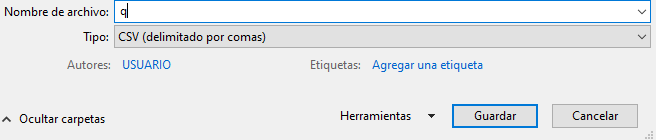 Nombre de archivo: q
Tipo: CSV (delimitado por comas)
Autores: USUARIO Etiquetas: Agregar una etiqueta
Ocultar carpetas Herramientas Guardar Cancelar